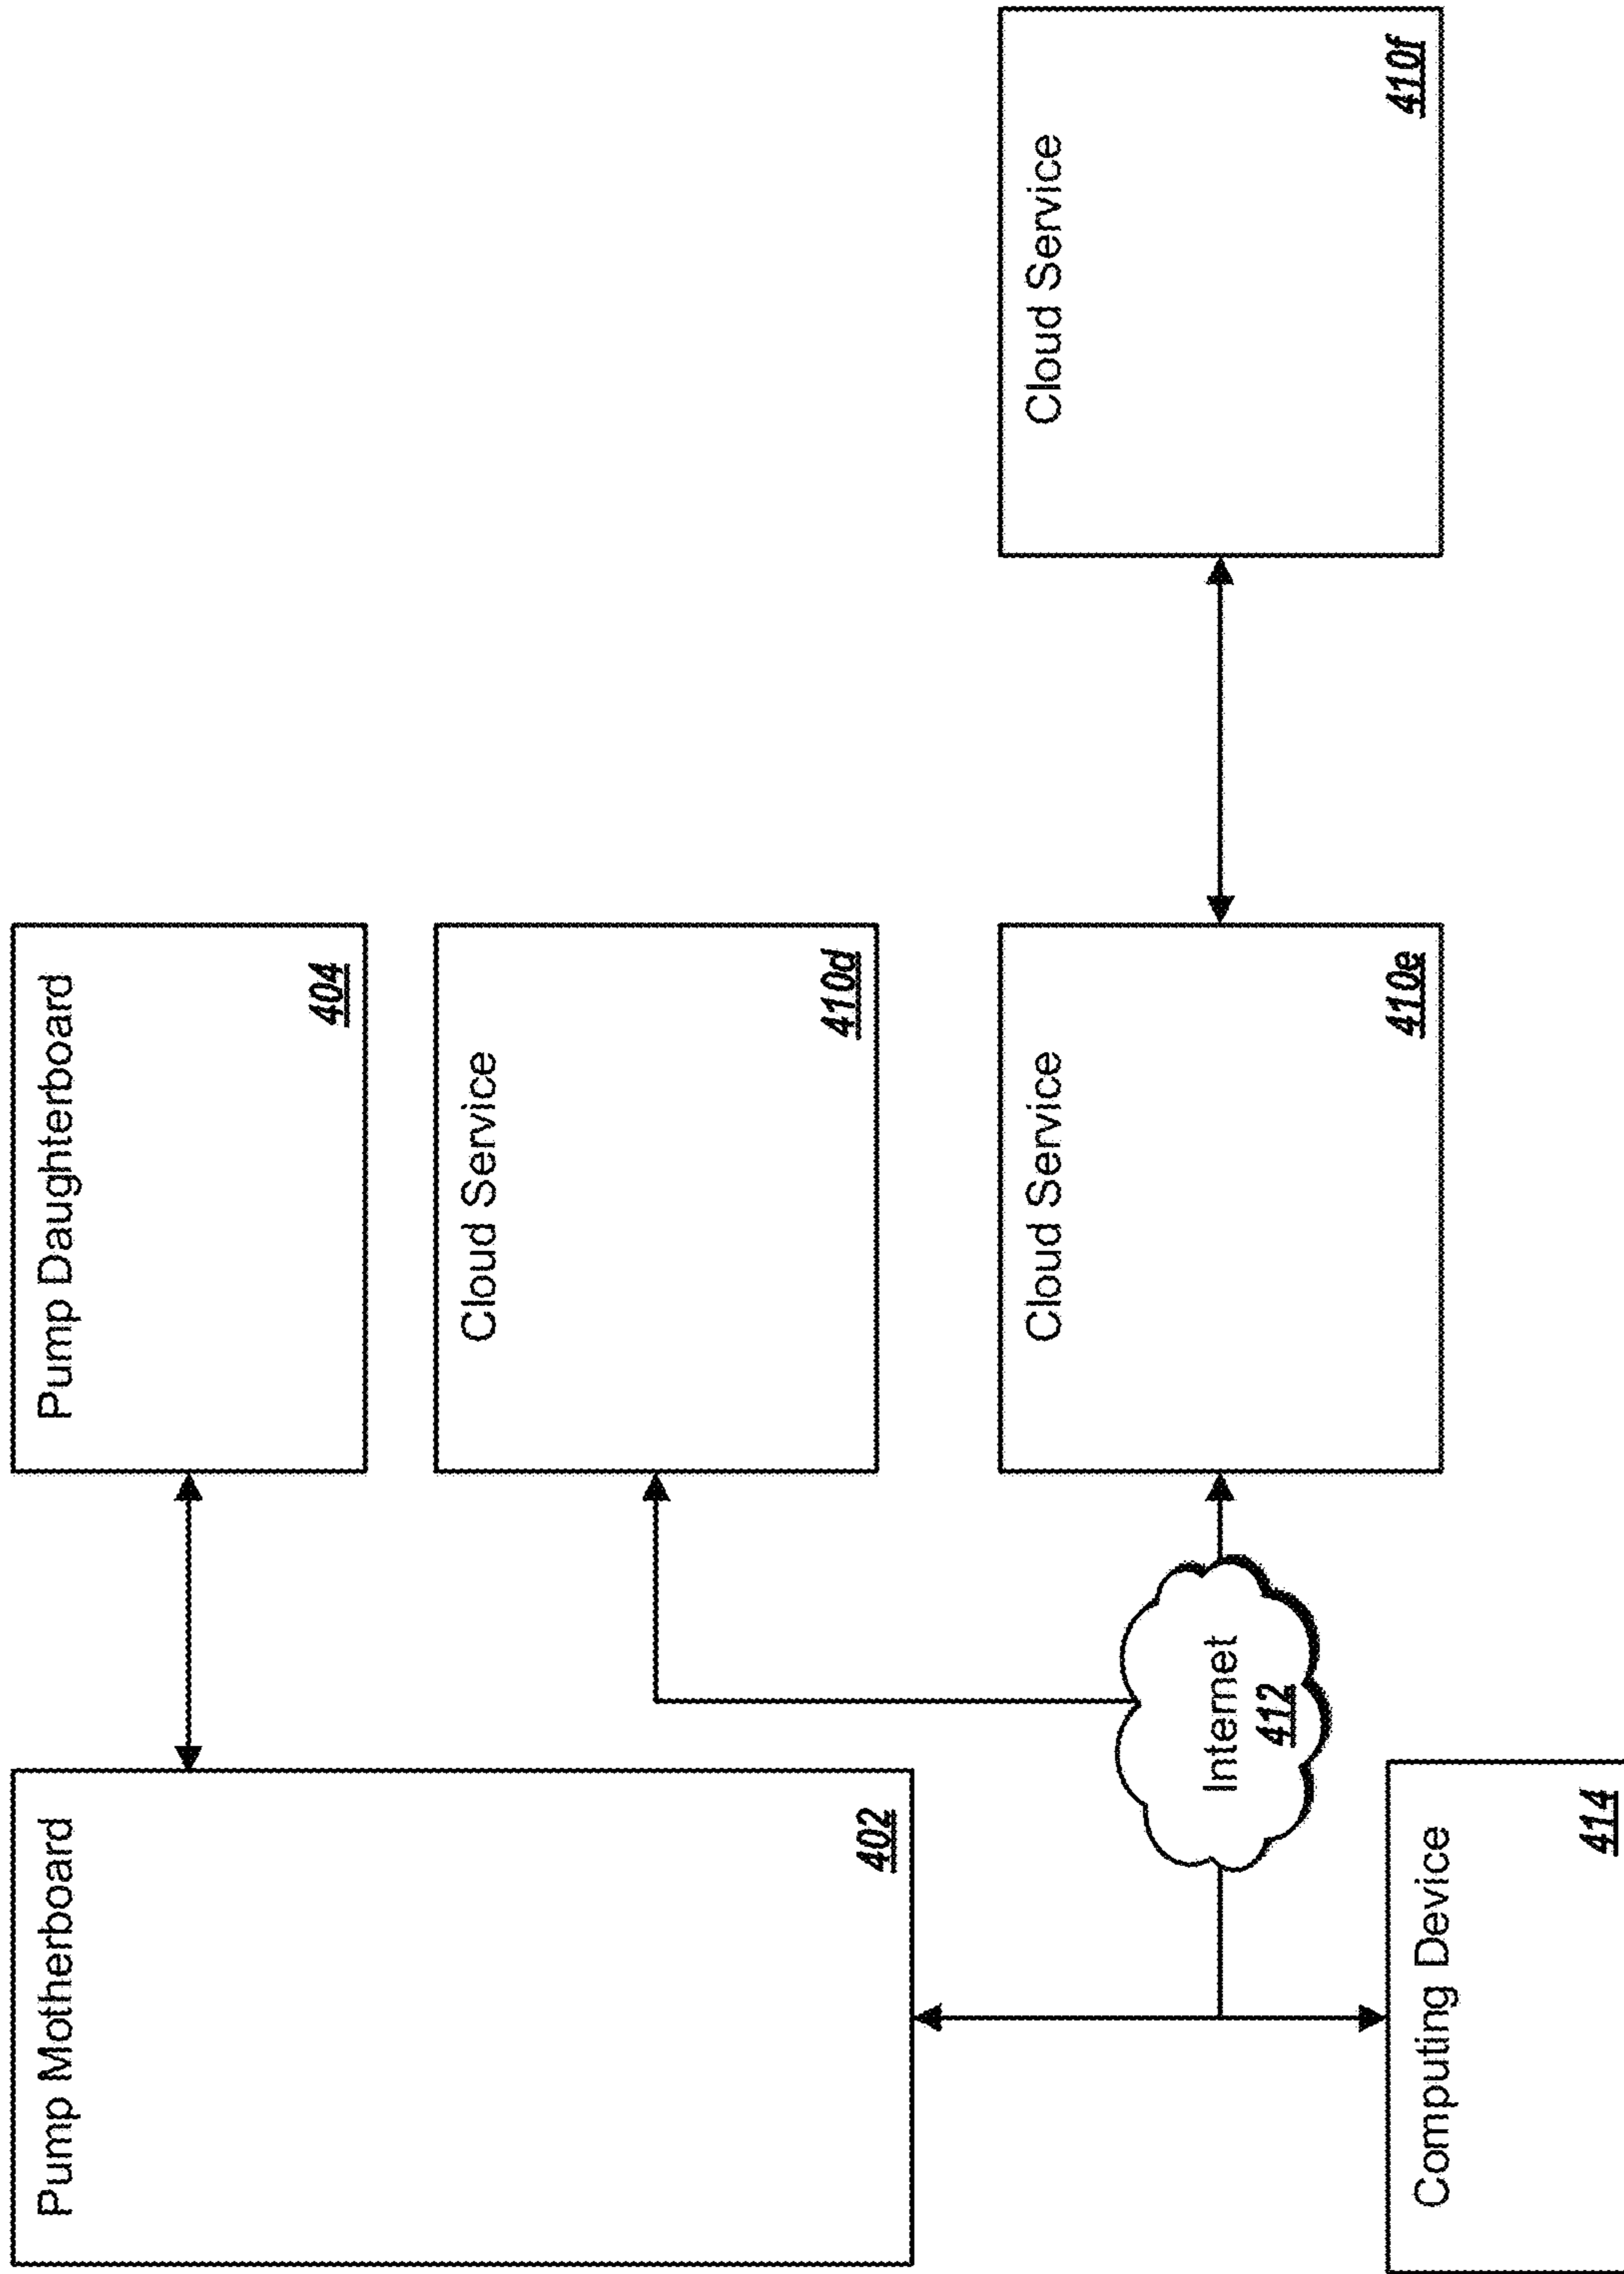 Pump Motherboard
402
Pump Daughterboard
404
Cloud Service
410d
Internet
412
Cloud Service
410e
Cloud Service
410f
Computing Device
414